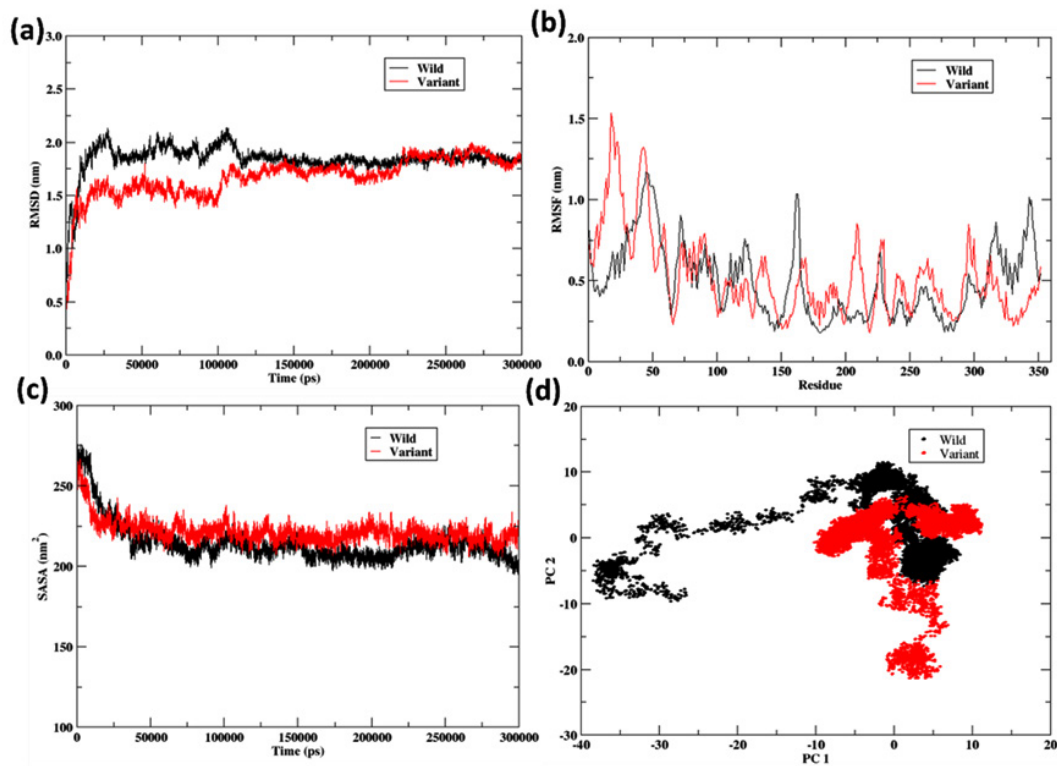 (a)
3.0
2.5
2.0
1.5
1.0
0.5
0.0
RMSD (nm)
Wild
Variant
0
50000
100000
150000
200000
250000
300000
Time (ps)
(b)
2.0
1.5
1.0
0.5
0.0
RMSF (nm)
Wild
Variant
0
50
100
150
200
250
300
350
Residue
(c)
300
250
200
150
100
SASA (nm²)
Wild
Variant
0
50000
100000
150000
200000
250000
300000
Time (ps)
(d)
20
10
0
-10
-20
-30
PC 2
Wild
Variant
-40
-30
-20
-10
0
10
20
PC 1